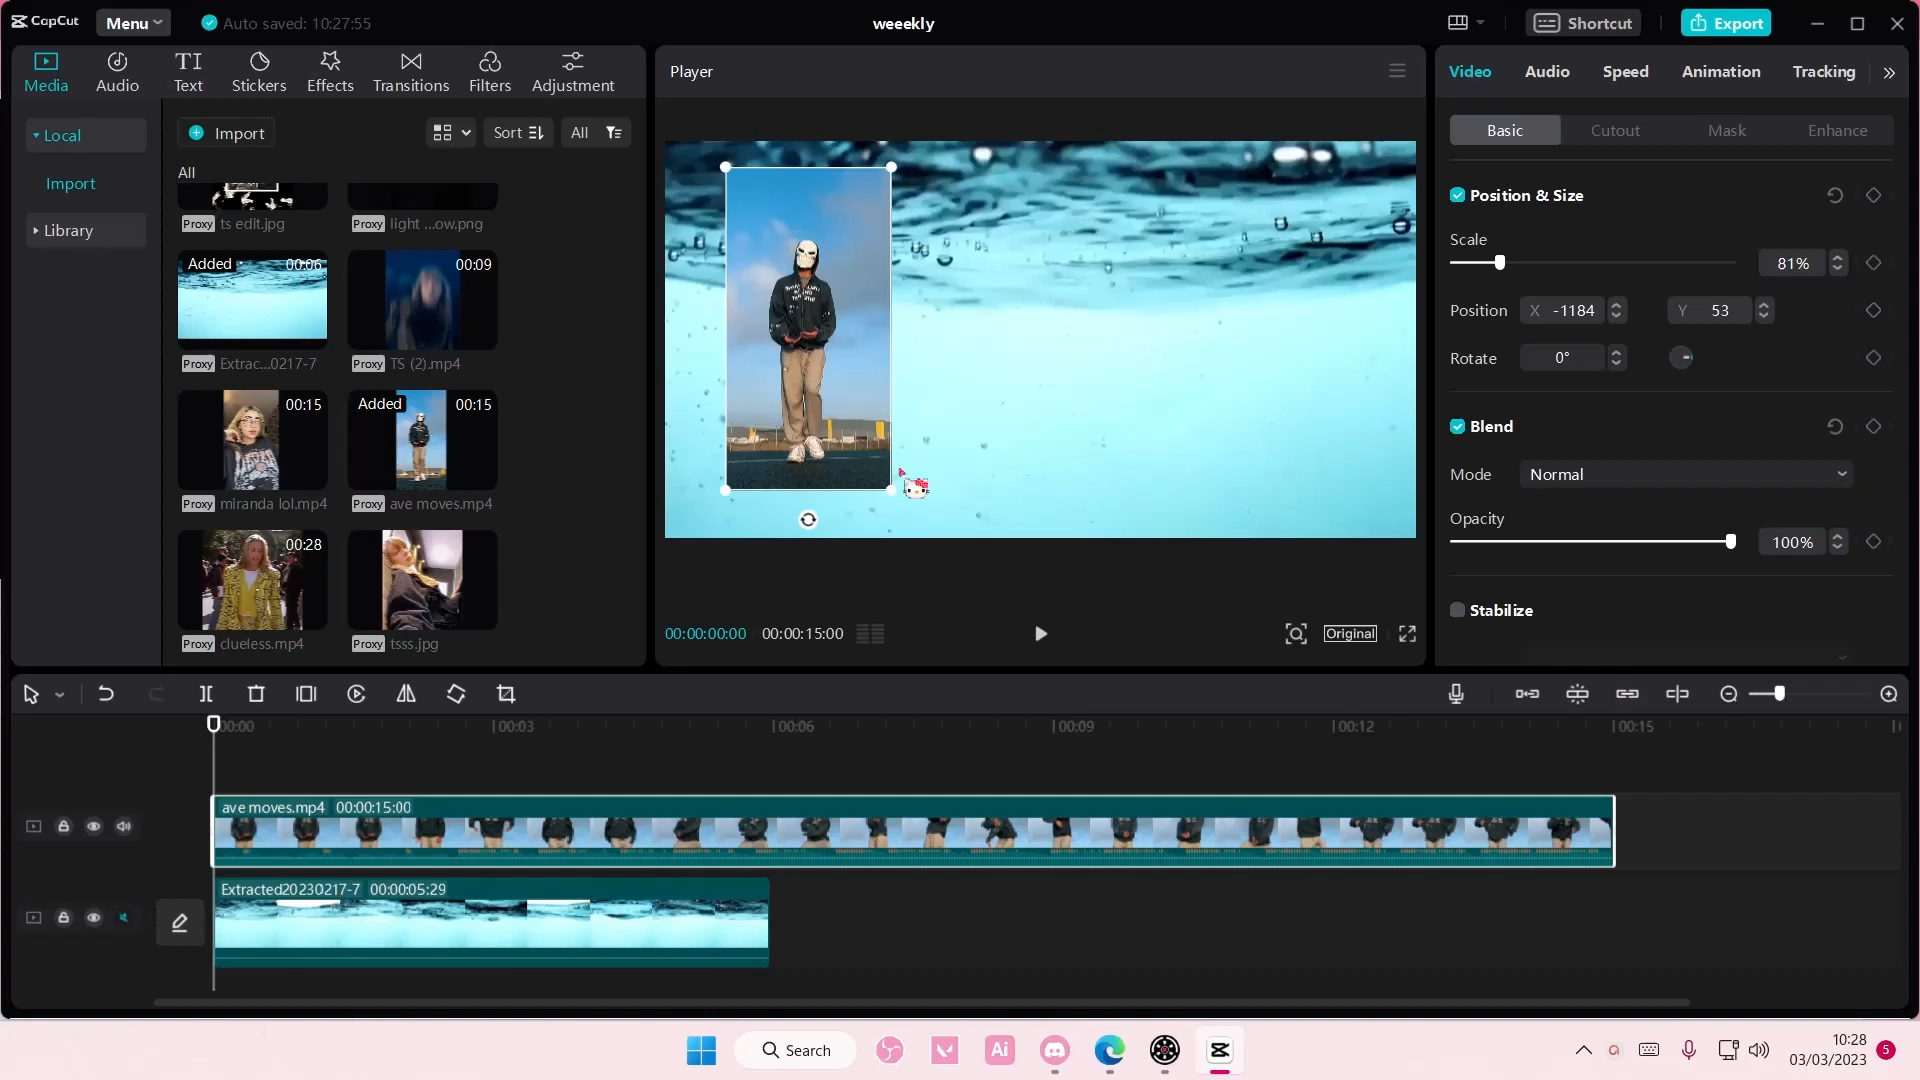 CapCut Menu Auto saved: 10:27:55 weeekly Shortcut Export
Media Audio Text Stickers Effects Transitions Filters Adjustment
Local
Import
Library
Import Sort All
All
Proxy ts edit.jpg
Proxy light ...ow.png
Added 00:06
Proxy Extrac...0217-7
00:09
Proxy TS (2).mp4
00:15
Proxy miranda lol.mp4
Added 00:15
Proxy ave moves.mp4
00:28
Proxy clueless.mp4
Proxy tsss.jpg
Player
00:00:00:00 00:00:15:00 Original
Video Audio Speed Animation Tracking
Basic Cutout Mask Enhance
Position & Size
Scale
81%
Position X -1184 Y 53
Rotate 0°
Blend
Mode Normal
Opacity
100%
Stabilize
00:00 00:03 00:06 00:09 00:12 00:15
ave moves.mp4 00:00:15:00
Extracted20230217-7 00:00:05:29
Search Ai
10:28
03/03/2023 5